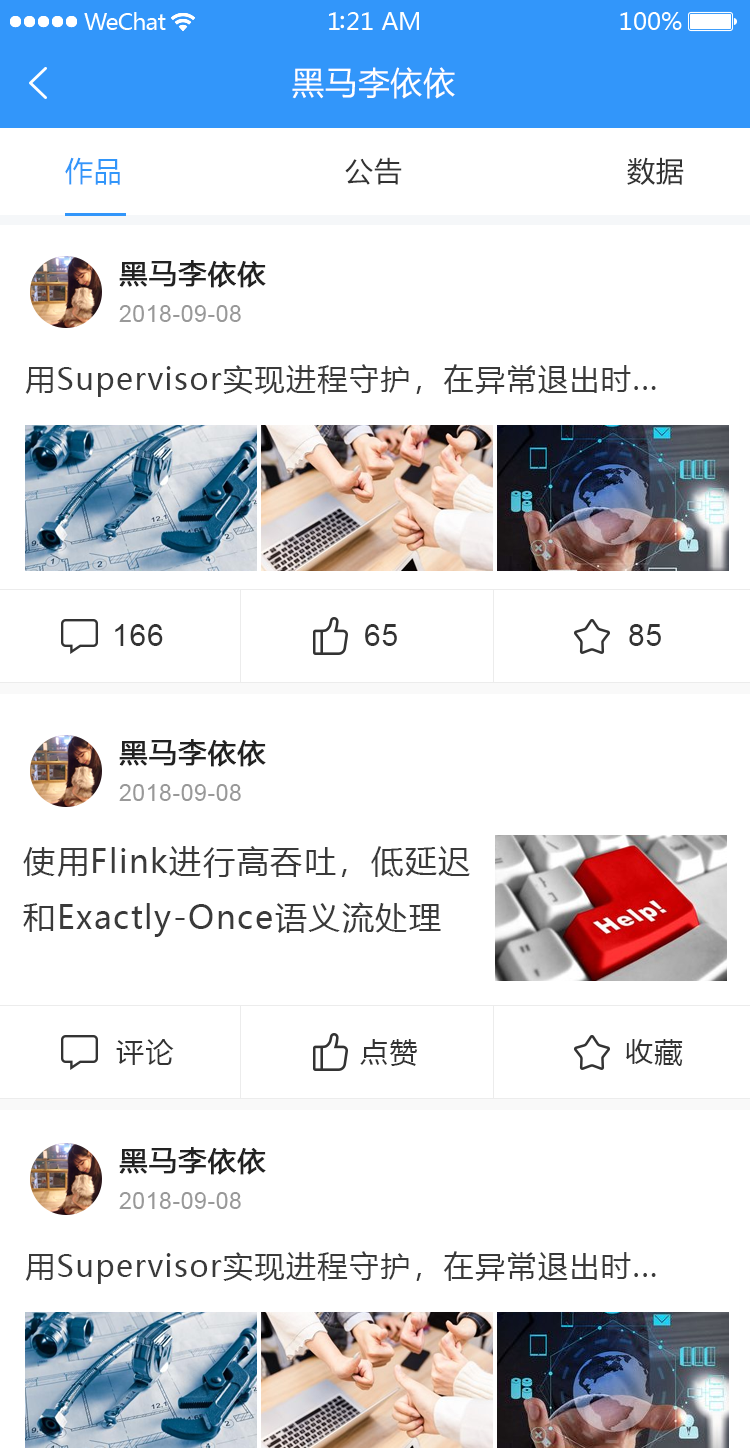 WeChat 1:21 AM 100%
黑马李依依
作品 公告 数据
黑马李依依
2018-09-08
用Supervisor实现进程守护，在异常退出时...
166 65 85
黑马李依依
2018-09-08
使用Flink进行高吞吐，低延迟
和Exactly-Once语义流处理
Help!
评论 点赞 收藏
黑马李依依
2018-09-08
用Supervisor实现进程守护，在异常退出时...